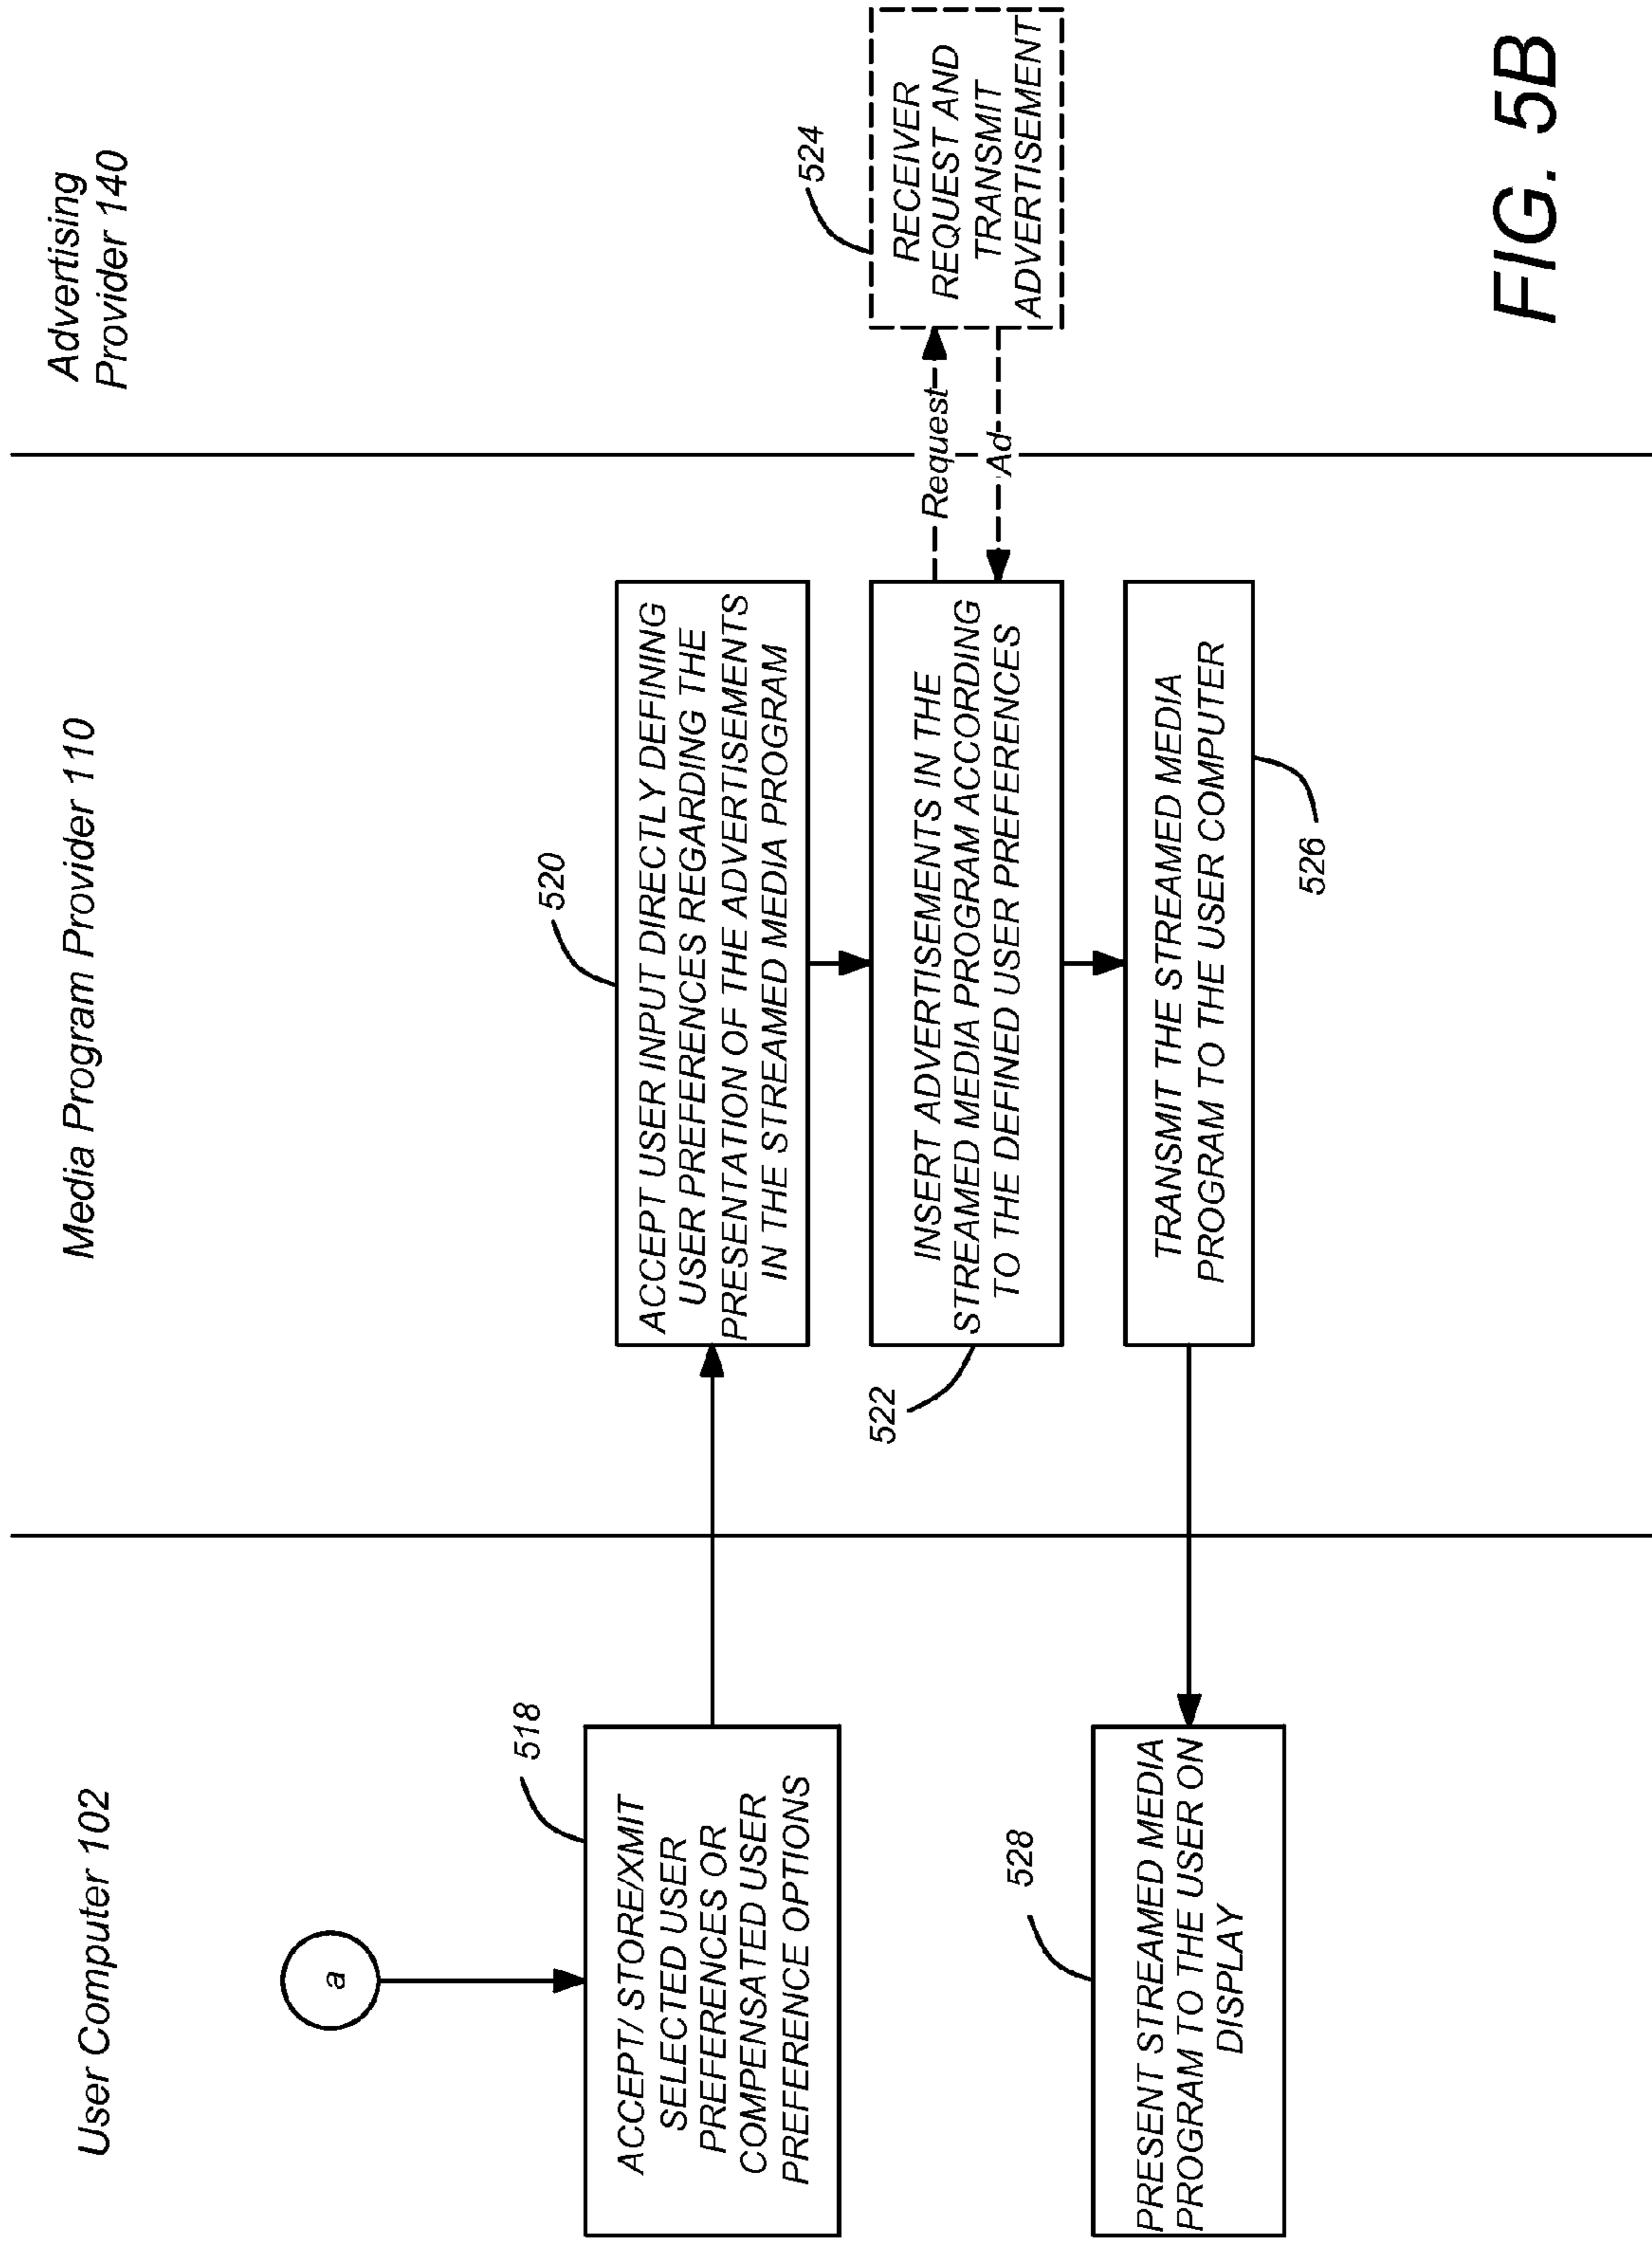 User Computer 102
Media Program Provider 110
Advertising
Provider 140
a
518
ACCEPT/ STORE/XMIT
SELECTED USER
PREFERENCES OR
COMPENSATED USER
PREFERENCE OPTIONS
520
ACCEPT USER INPUT DIRECTLY DEFINING
USER PREFERENCES REGARDING THE
PRESENTATION OF THE ADVERTISEMENTS
IN THE STREAMED MEDIA PROGRAM
522
INSERT ADVERTISEMENTS IN THE
STREAMED MEDIA PROGRAM ACCORDING
TO THE DEFINED USER PREFERENCES
Request
Ad
524
RECEIVER
REQUEST AND
TRANSMIT
ADVERTISEMENT
526
TRANSMIT THE STREAMED MEDIA
PROGRAM TO THE USER COMPUTER
528
PRESENT STREAMED MEDIA
PROGRAM TO THE USER ON
DISPLAY
FIG. 5B